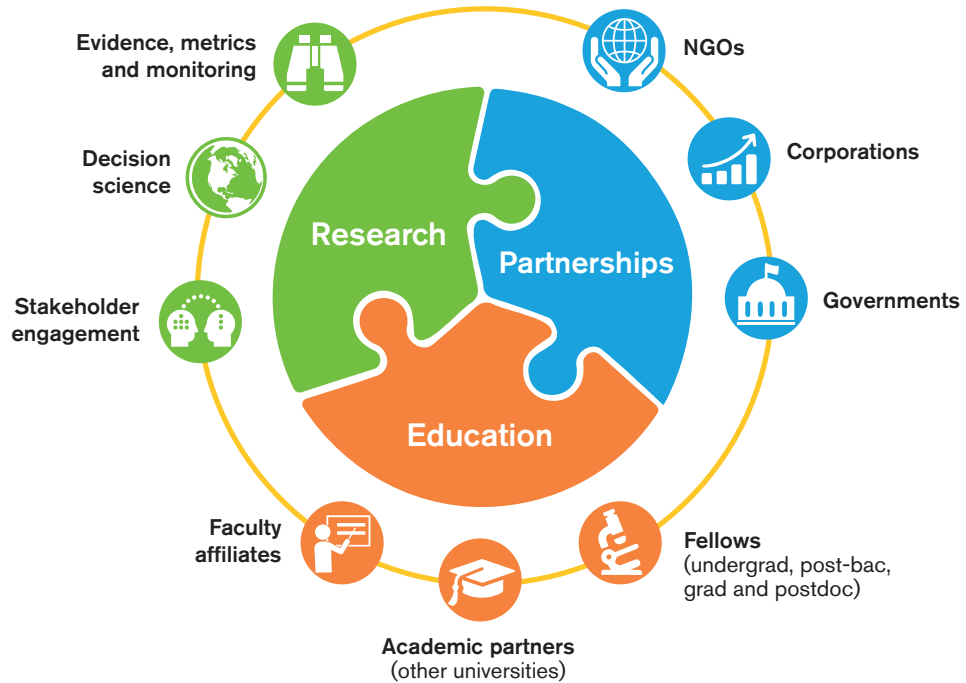 Evidence, metrics
and monitoring
NGOs
Decision
science
Corporations
Research
Partnerships
Stakeholder
engagement
Governments
Education
Faculty
affiliates
Fellows
(undergrad, post-bac,
grad and postdoc)
Academic partners
(other universities)